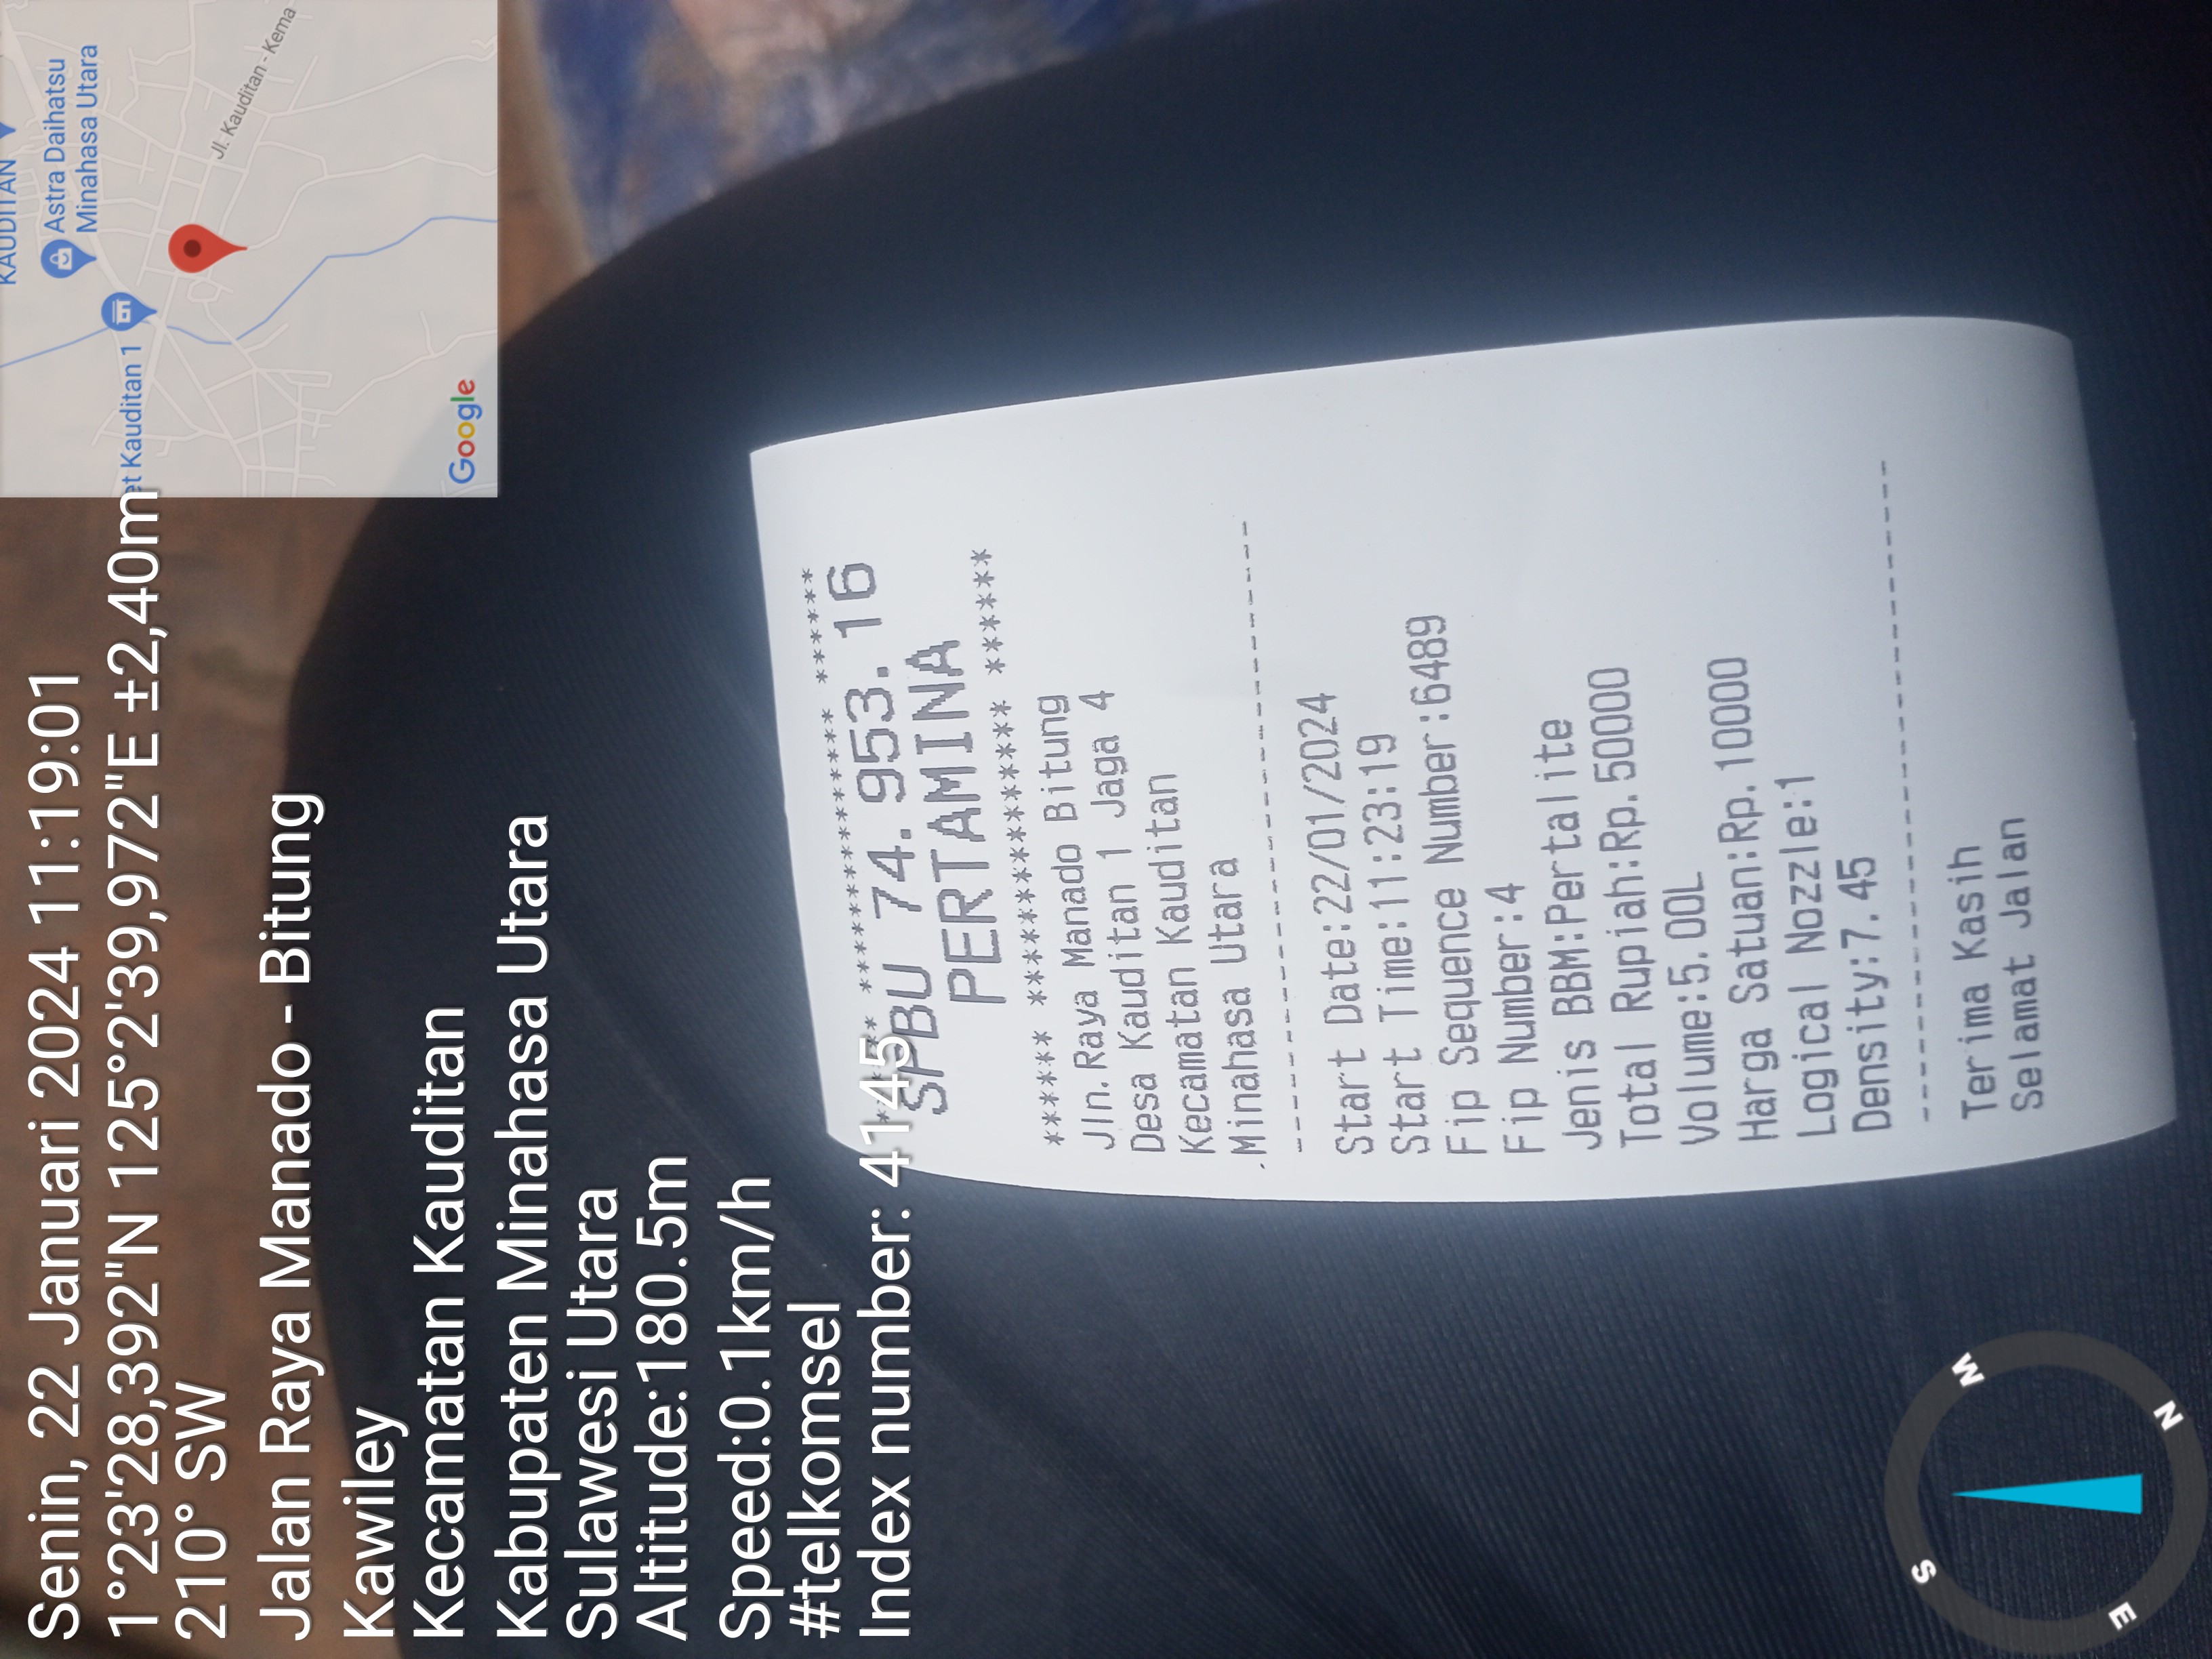 Senin, 22 Januari 2024 11:19:01
1°23'28,392"N 125°2'39,972"E ±2,40m
210° SW
Jalan Raya Manado - Bitung
Kawiley
Kecamatan Kauditan
Kabupaten Minahasa Utara
Sulawesi Utara
Altitude:180.5m
Speed:0.1km/h
#telkomsel
Index number: 4145
KAUDITAN
Astra Daihatsu
Minahasa Utara
Jl. Kauditan - Kema
Kauditan 1
Google
SPBU 74.953.16
PERTAMINA
****** ****************** ******
Jln.Raya Manado Bitung
Desa Kauditan 1 Jaga 4
Kecamatan Kauditan
.Minahasa Utara
Start Date:22/01/2024
Start Time:11:23:19
Fip Sequence Number:6489
Fip Number:4
Jenis BBM:Pertalite
Total Rupiah:Rp.50000
Volume:5.00L
Harga Satuan:Rp.10000
Logical Nozzle:1
Density:7.45
Terima Kasih
Selamat Jalan
W
N
S
E